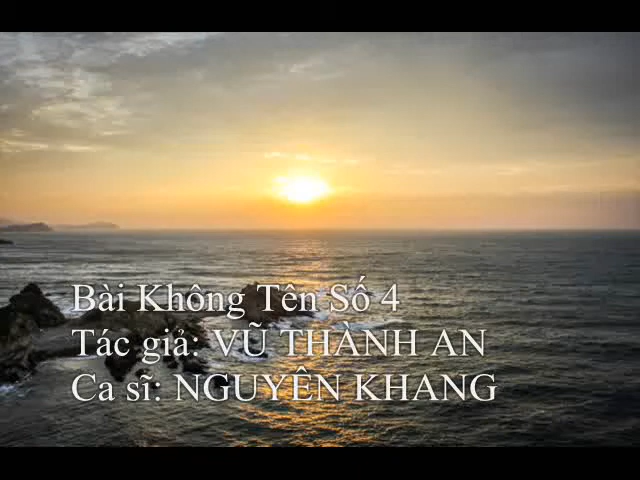 Bài Không Tên Số 4
Tác giả: VŨ THÀNH AN
Ca sĩ: NGUYÊN KHANG